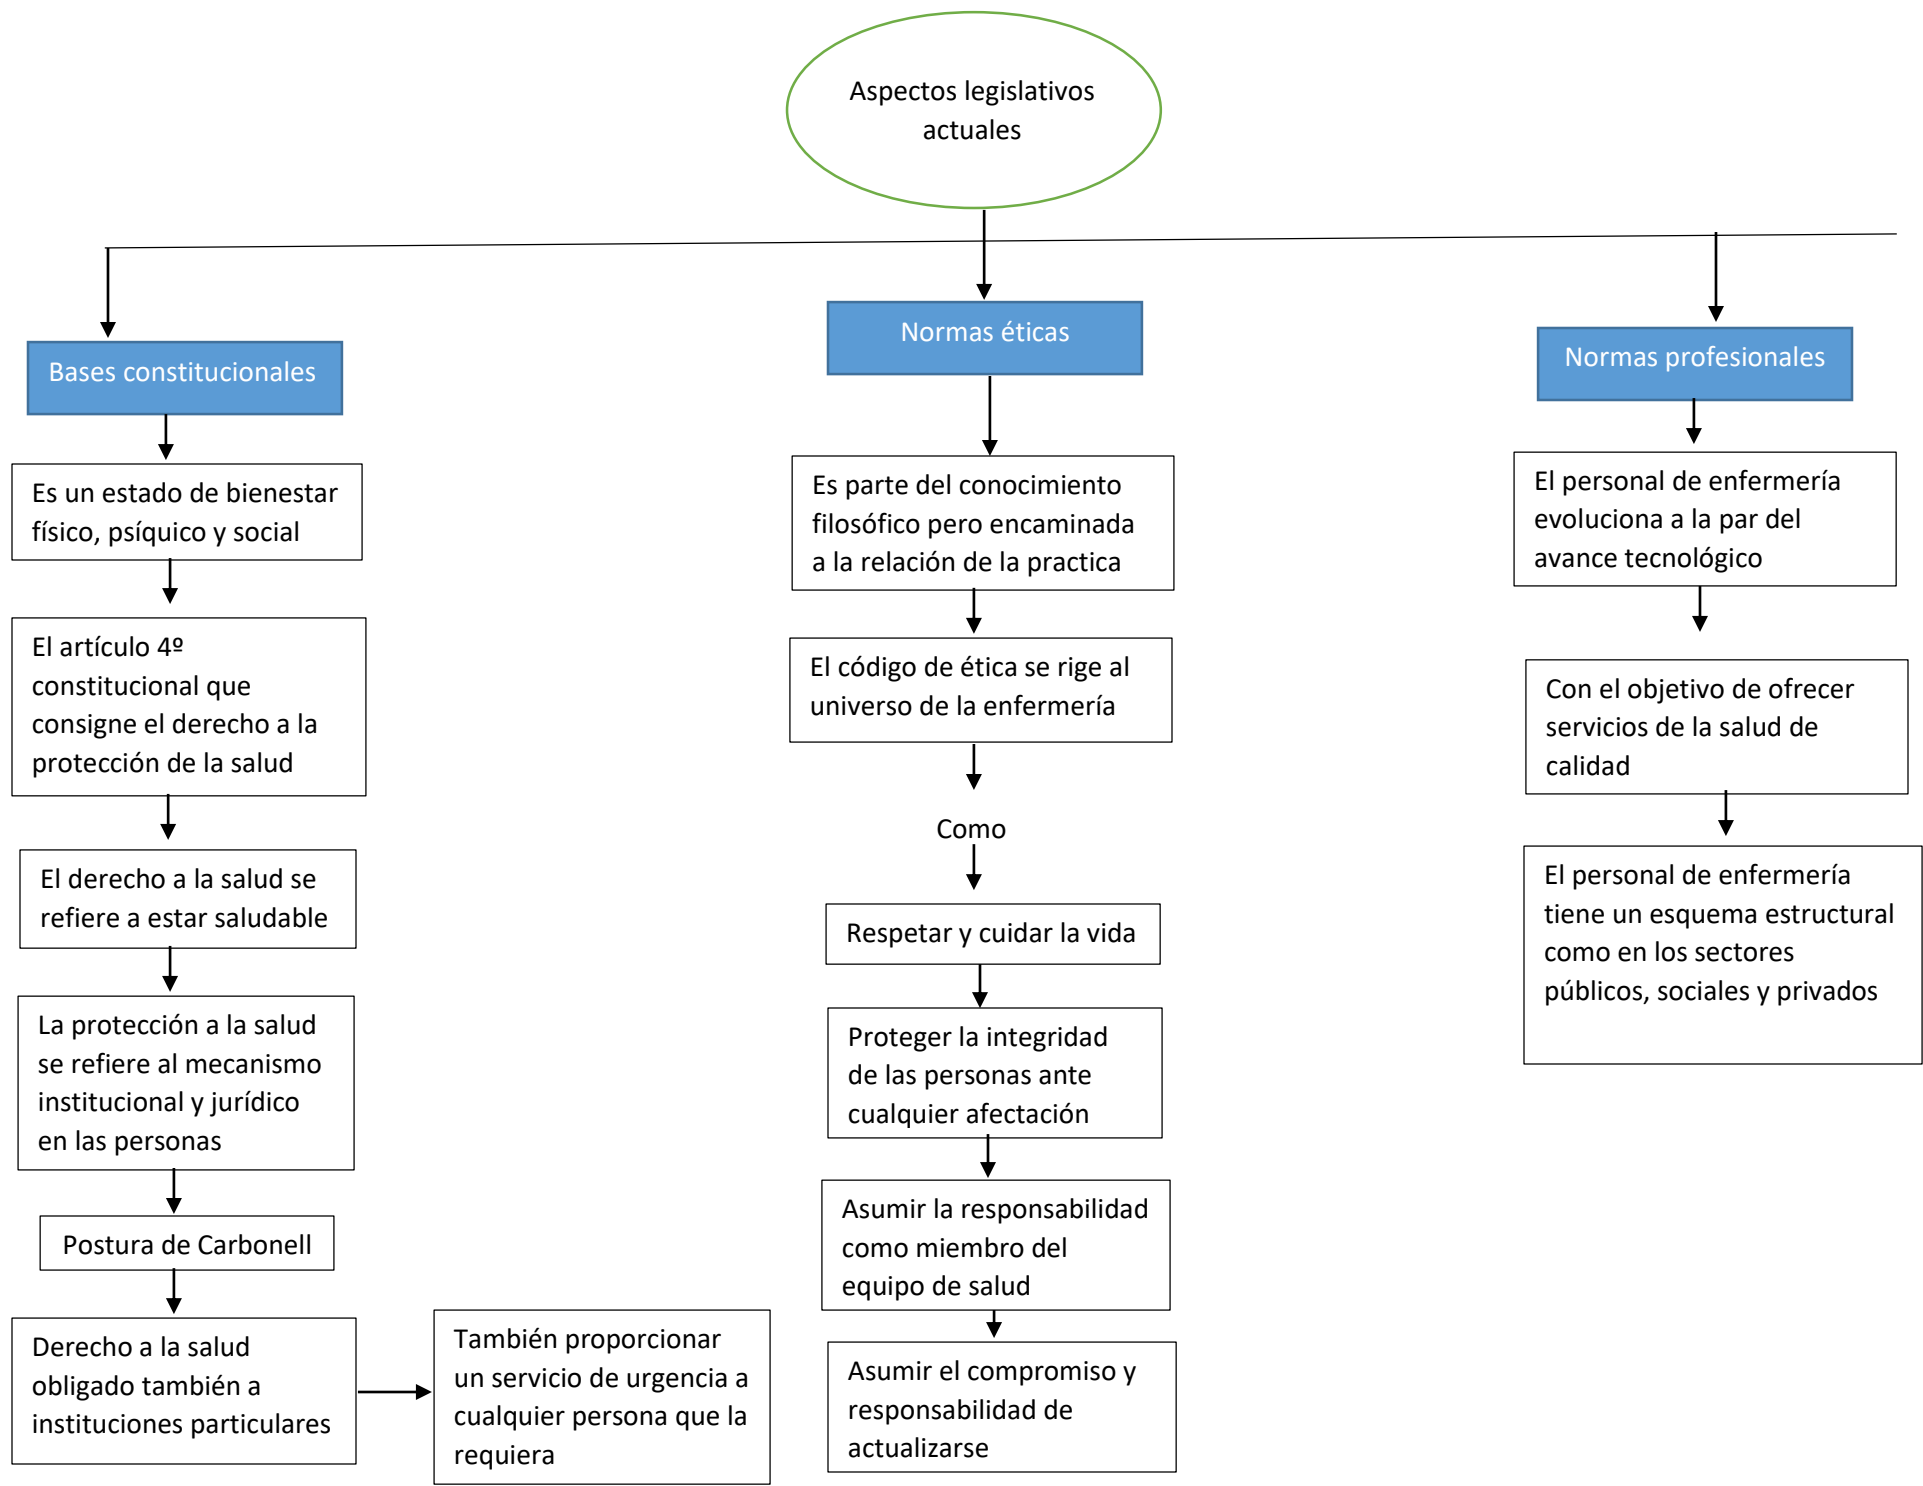 Aspectos legislativos
actuales
Bases constitucionales
Es un estado de bienestar
físico, psíquico y social
El artículo 4º
constitucional que
consigne el derecho a la
protección de la salud
El derecho a la salud se
refiere a estar saludable
La protección a la salud
se refiere al mecanismo
institucional y jurídico
en las personas
Postura de Carbonell
Derecho a la salud
obligado también a
instituciones particulares
También proporcionar
un servicio de urgencia a
cualquier persona que la
requiera
Normas éticas
Es parte del conocimiento
filosófico pero encaminada
a la relación de la practica
El código de ética se rige al
universo de la enfermería
Como
Respetar y cuidar la vida
Proteger la integridad
de las personas ante
cualquier afectación
Asumir la responsabilidad
como miembro del
equipo de salud
Asumir el compromiso y
responsabilidad de
actualizarse
Normas profesionales
El personal de enfermería
evoluciona a la par del
avance tecnológico
Con el objetivo de ofrecer
servicios de la salud de
calidad
El personal de enfermería
tiene un esquema estructural
como en los sectores
públicos, sociales y privados